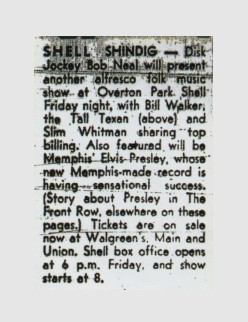 SHELL SHINDIG — Disk
Jockey Bob Neal will present
another alfresco folk music
show at Overton Park Shell
Friday night, with Bill Walker,
the Tall Texan (above) and
Slim Whitman sharing top
billing. Also featured will be
Memphis' Elvis Presley, whose
new Memphis-made record is
having sensational success.
(Story about Presley in The
Front Row, elsewhere on these
pages.) Tickets are on sale
now at Walgreen's, Main and
Union. Shell box office opens
at 6 p.m. Friday, and show
starts at 8.